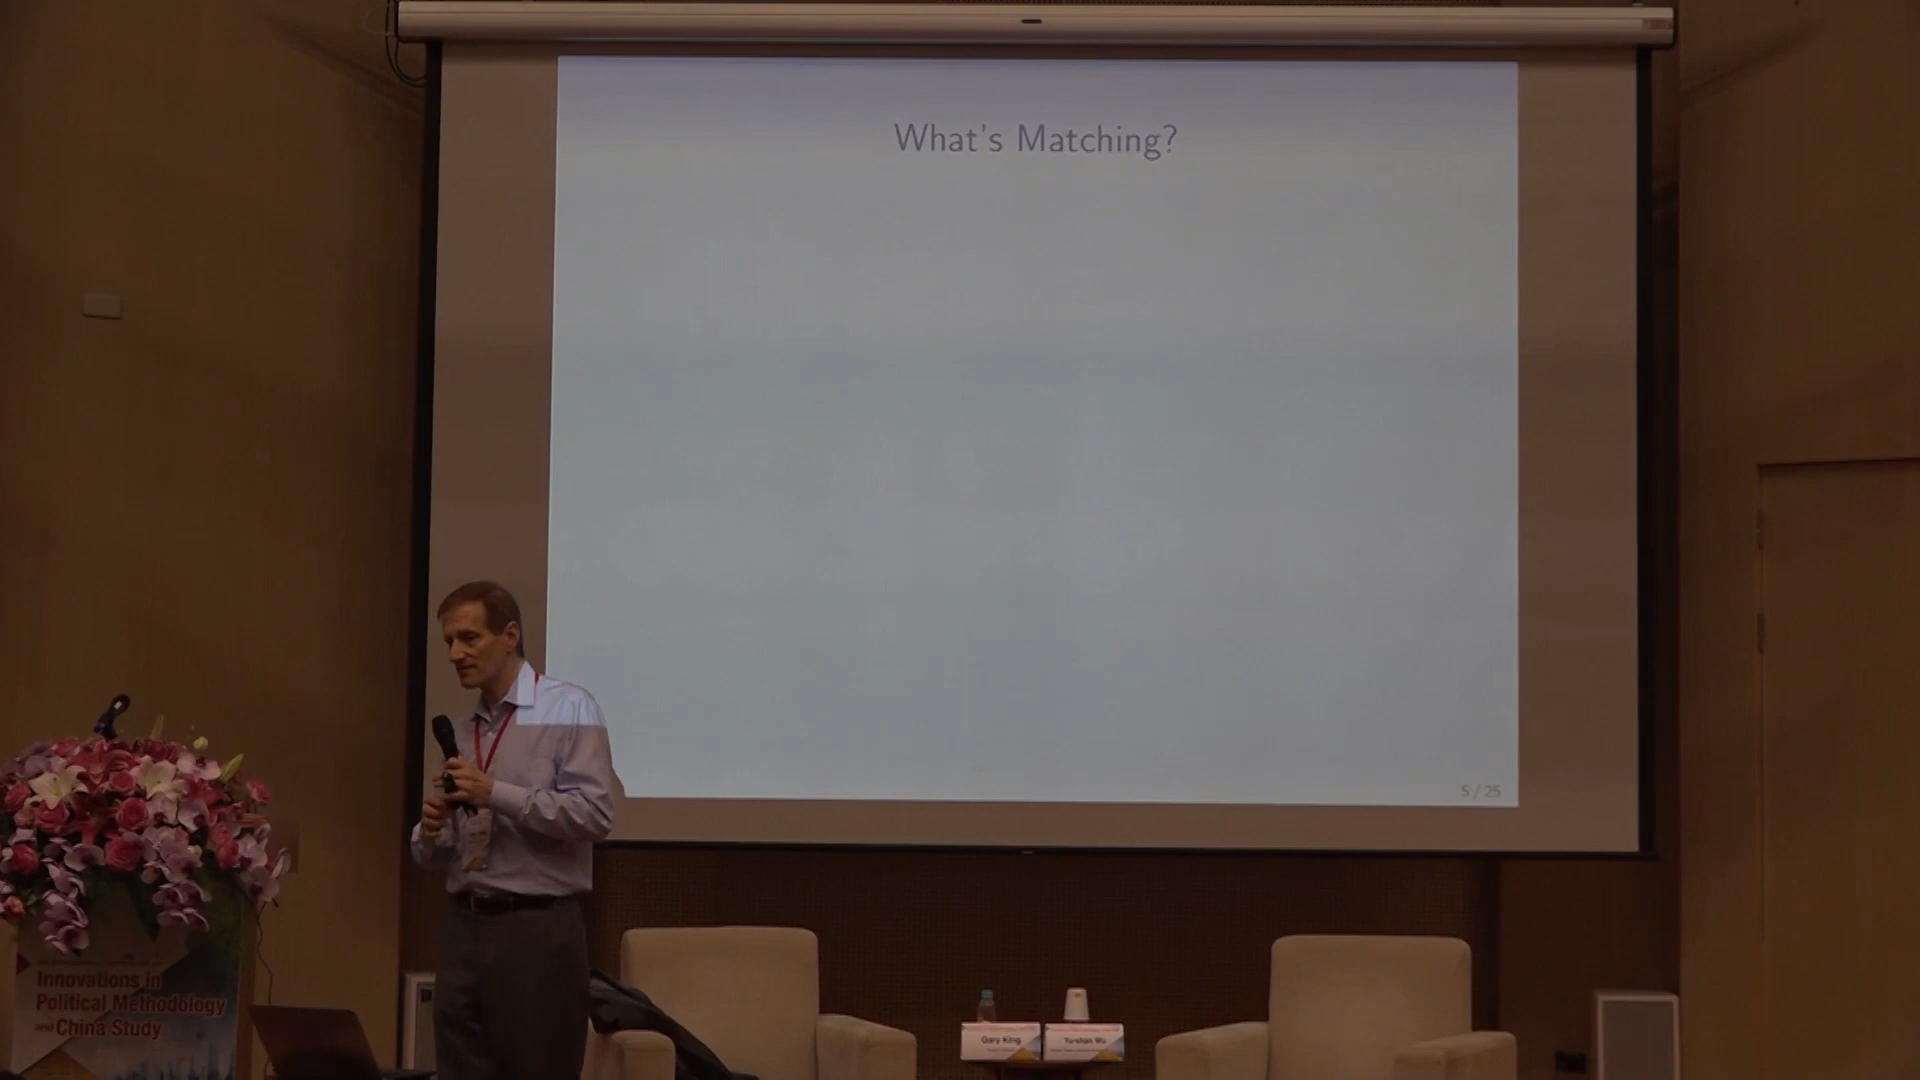 What's Matching?
5 / 25
Innovations in
Political Methodology
and China Study
Gary King
Yu-shan Wu